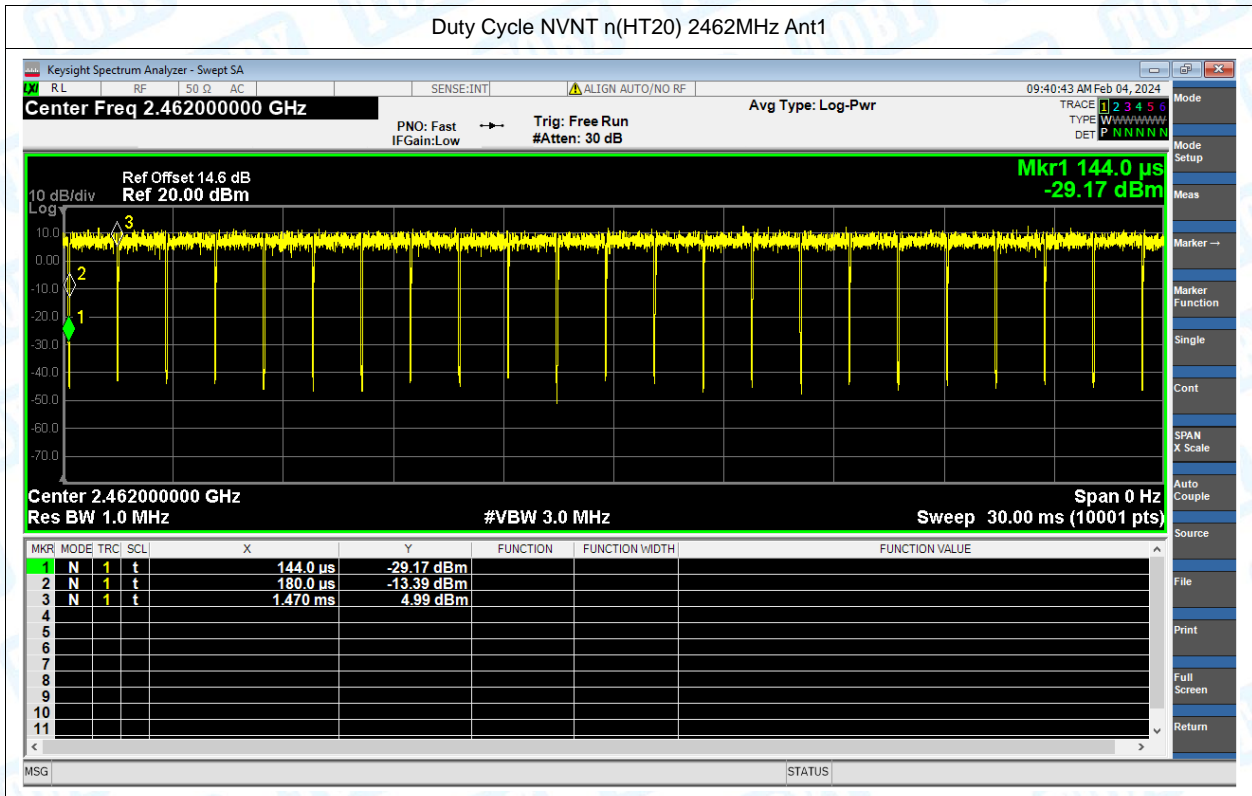 Duty Cycle NVNT n(HT20) 2462MHz Ant1
Keysight Spectrum Analyzer - Swept SA
LXI RL RF 50 Ω AC SENSE:INT ALIGN AUTO/NO RF 09:40:43 AM Feb 04, 2024
Center Freq 2.462000000 GHz
PNO: Fast
IFGain:Low
Trig: Free Run
#Atten: 30 dB
Avg Type: Log-Pwr
TRACE 1 2 3 4 5 6
TYPE WWWWWWW
DET P N N N N N
Mkr1 144.0 µs
-29.17 dBm
Ref Offset 14.6 dB
10 dB/div Ref 20.00 dBm
Log
10.0
0.00
-10.0
-20.0
-30.0
-40.0
-50.0
-60.0
-70.0
3
2
1
Center 2.462000000 GHz Span 0 Hz
Res BW 1.0 MHz #VBW 3.0 MHz Sweep 30.00 ms (10001 pts)
MKR MODE TRC SCL X Y FUNCTION FUNCTION WIDTH FUNCTION VALUE
1 N 1 t 144.0 µs -29.17 dBm
2 N 1 t 180.0 µs -13.39 dBm
3 N 1 t 1.470 ms 4.99 dBm
4
5
6
7
8
9
10
11
MSG STATUS
Mode
Mode Setup
Meas
Marker →
Marker Function
Single
Cont
SPAN X Scale
Auto Couple
Source
File
Print
Full Screen
Return
TOBY